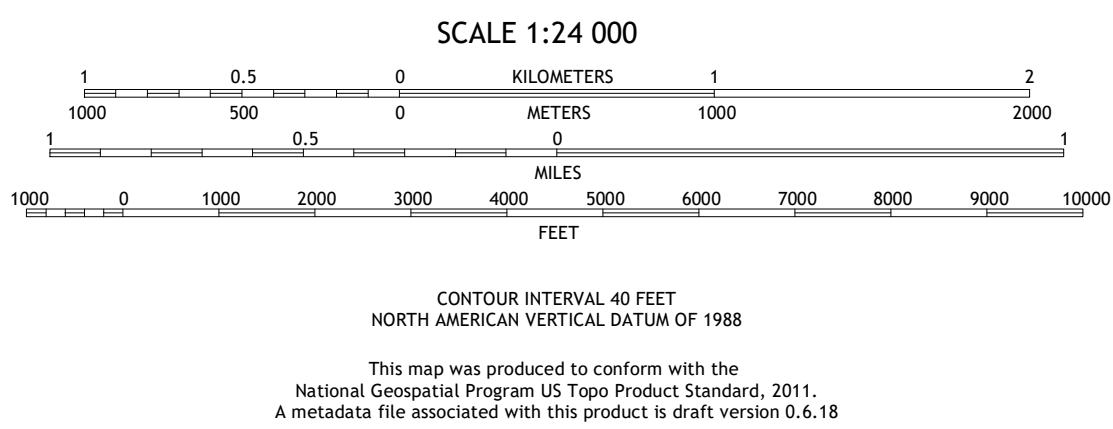 SCALE 1:24 000
1 0.5 0 KILOMETERS 1 2
1000 500 0 METERS 1000 2000
1 0.5 0 1
MILES
1000 0 1000 2000 3000 4000 5000 6000 7000 8000 9000 10000
FEET
CONTOUR INTERVAL 40 FEET
NORTH AMERICAN VERTICAL DATUM OF 1988
This map was produced to conform with the
National Geospatial Program US Topo Product Standard, 2011.
A metadata file associated with this product is draft version 0.6.18